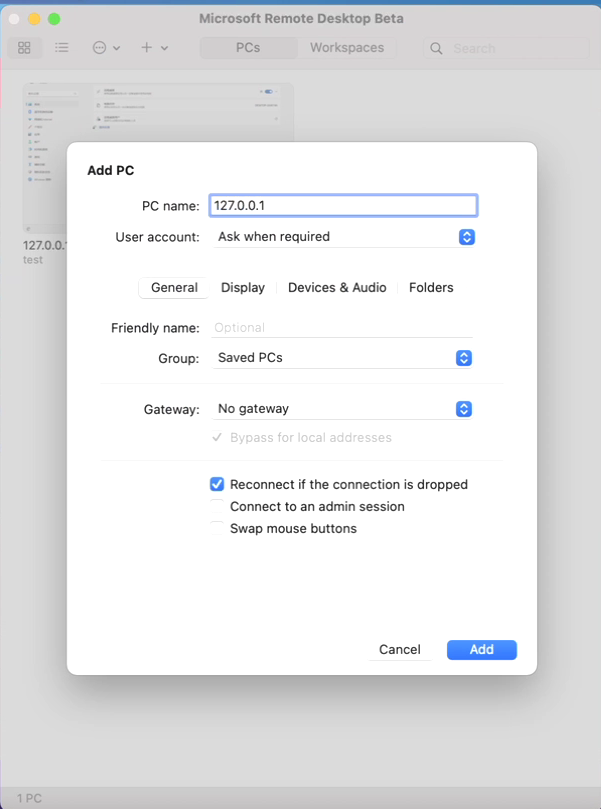 Microsoft Remote Desktop Beta
PCs
Workspaces
Search
Add PC
PC name: 127.0.0.1
User account: Ask when required
General
Display
Devices & Audio
Folders
Friendly name: Optional
Group: Saved PCs
Gateway: No gateway
Bypass for local addresses
Reconnect if the connection is dropped
Connect to an admin session
Swap mouse buttons
Cancel
Add
127.0.0.1
test
1 PC